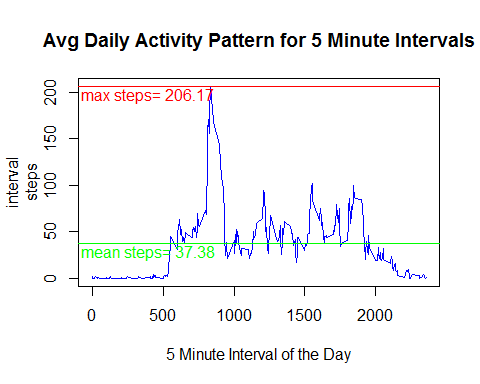 Avg Daily Activity Pattern for 5 Minute Intervals
interval
steps
200
150
100
50
0
max steps= 206.17
mean steps= 37.38
0 500 1000 1500 2000
5 Minute Interval of the Day